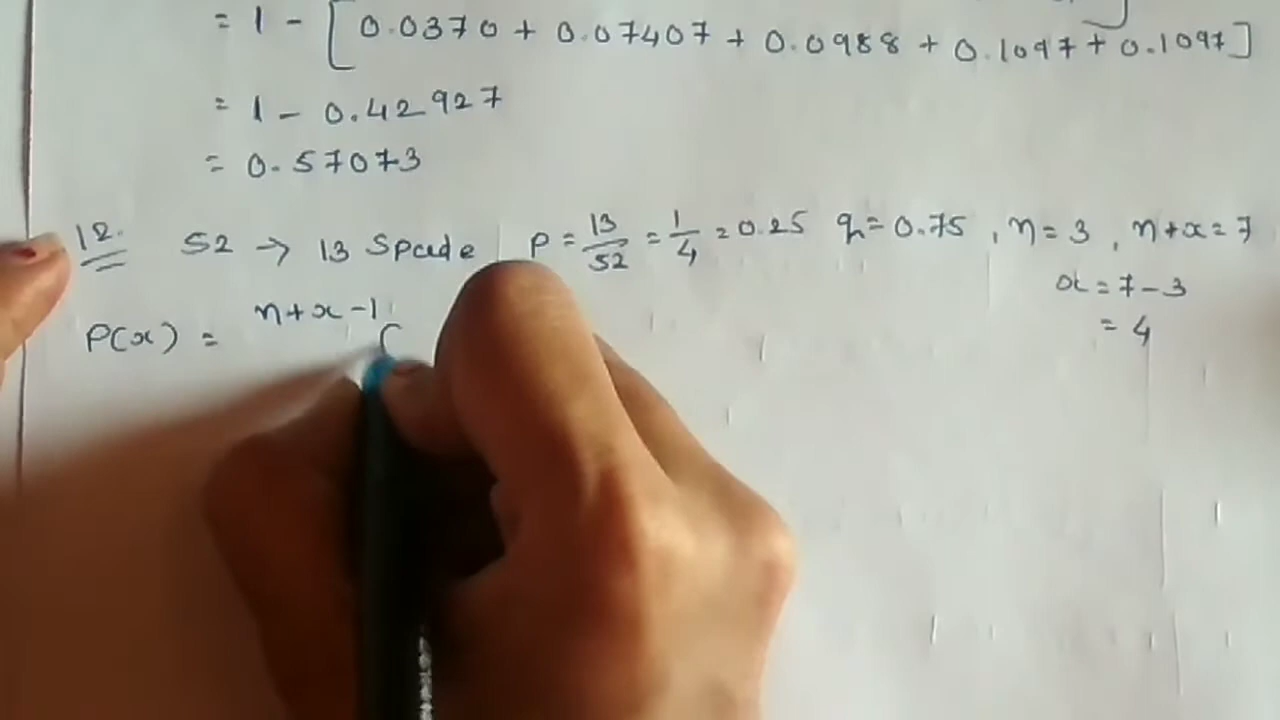 = 1 - [0.0370 + 0.07407 + 0.0988 + 0.1097 + 0.1097]
= 1 - 0.42927
= 0.57073
12. 52 → 13 Spade P = 13/52 = 1/4 = 0.25 q = 0.75, n = 3, n+x = 7
x = 7-3
= 4
P(x) = n+x-1 C